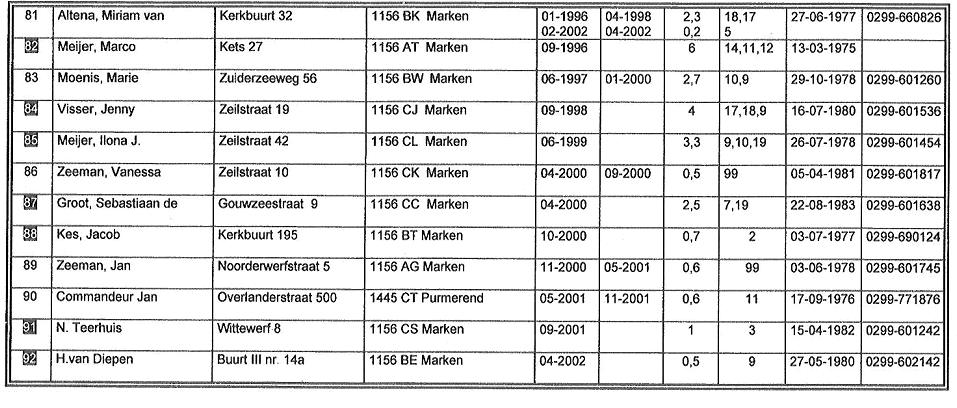 81 Altena, Miriam van Kerkbuurt 32 1156 BK Marken 01-1996 04-1998 2,3 18,17 27-06-1977 0299-660826
02-2002 04-2002 0,2 5
82 Meijer, Marco Kets 27 1156 AT Marken 09-1996 6 14,11,12 13-03-1975
83 Moenis, Marie Zuiderzeeweg 56 1156 BW Marken 06-1997 01-2000 2,7 10,9 29-10-1978 0299-601260
84 Visser, Jenny Zeilstraat 19 1156 CJ Marken 09-1998 4 17,18,9 16-07-1980 0299-601536
85 Meijer, Ilona J. Zeilstraat 42 1156 CL Marken 06-1999 3,3 9,10,19 26-07-1978 0299-601454
86 Zeeman, Vanessa Zeilstraat 10 1156 CK Marken 04-2000 09-2000 0,5 99 05-04-1981 0299-601817
87 Groot, Sebastiaan de Gouwzeestraat 9 1156 CC Marken 04-2000 2,5 7,19 22-08-1983 0299-601638
88 Kes, Jacob Kerkbuurt 195 1156 BT Marken 10-2000 0,7 2 03-07-1977 0299-690124
89 Zeeman, Jan Noorderwerfstraat 5 1156 AG Marken 11-2000 05-2001 0,6 99 03-06-1978 0299-601745
90 Commandeur Jan Overlanderstraat 500 1445 CT Purmerend 05-2001 11-2001 0,6 11 17-09-1976 0299-771876
91 N. Teerhuis Wittewerf 8 1156 CS Marken 09-2001 1 3 15-04-1982 0299-601242
92 H.van Diepen Buurt III nr. 14a 1156 BE Marken 04-2002 0,5 9 27-05-1980 0299-602142